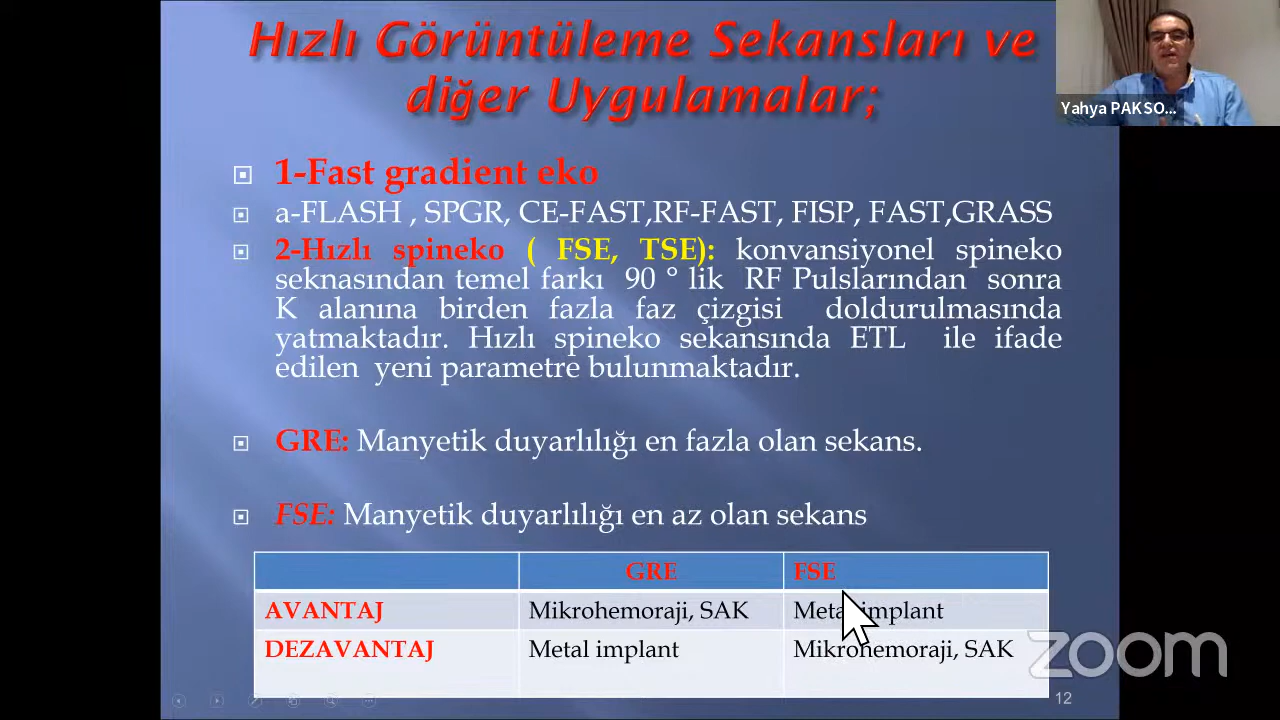 Hızlı Görüntüleme Sekansları ve
diğer Uygulamalar;
Yahya PAKSO...
1-Fast gradient eko
a-FLASH , SPGR, CE-FAST,RF-FAST, FISP, FAST,GRASS
2-Hızlı spineko ( FSE, TSE): konvansiyonel spineko
seknasından temel farkı 90 ° lik RF Pulslarından sonra
K alanına birden fazla faz çizgisi doldurulmasında
yatmaktadır. Hızlı spineko sekansında ETL ile ifade
edilen yeni parametre bulunmaktadır.
GRE: Manyetik duyarlılığı en fazla olan sekans.
FSE: Manyetik duyarlılığı en az olan sekans
GRE FSE
AVANTAJ Mikrohemoraji, SAK Metal implant
DEZAVANTAJ Metal implant Mikrohemoraji, SAK
zoom
12